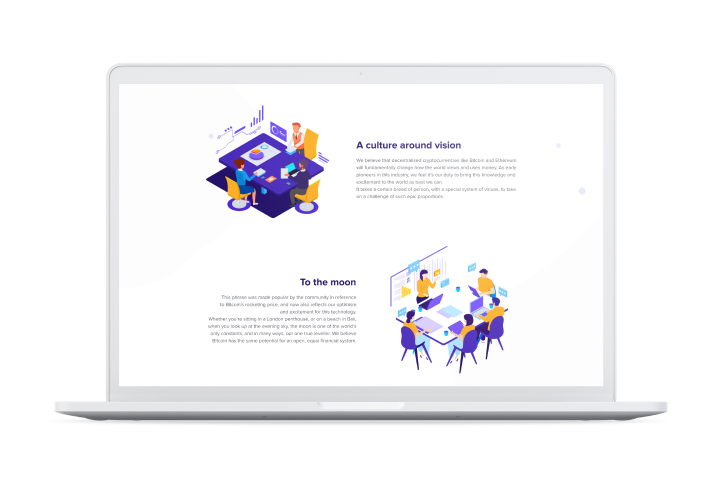 A culture around vision
We believe that decentralised cryptocurrencies like Bitcoin and Ethereum
will fundamentally change how the world views and uses money. As early
pioneers in this industry, we feel it's our duty to bring this knowledge and
excitement to the world as best we can.
It takes a certain breed of person, with a special system of values, to take
on a challenge of such epic proportions.
To the moon
This phrase was made popular by the community in reference
to Bitcoin's rocketing price, and now also reflects our optimism
and excitement for this technology.
Whether you're sitting in a London penthouse, or on a beach in Bali,
when you look up at the evening sky, the moon is one of the world's
only constants, and in many ways, our one true leveller. We believe
Bitcoin has the same potential for an open, equal financial system.